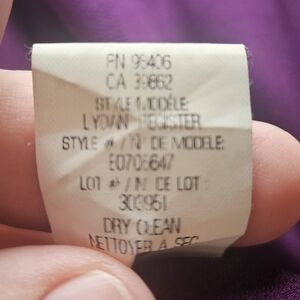 RN 98406
CA 39862
STYLE MODÈLE:
LYDIAN REGISTER
STYLE # / N° DE MODELE:
E0706647
LOT # / N° DE LOT :
303951
DRY CLEAN
NETTOYER A SEC